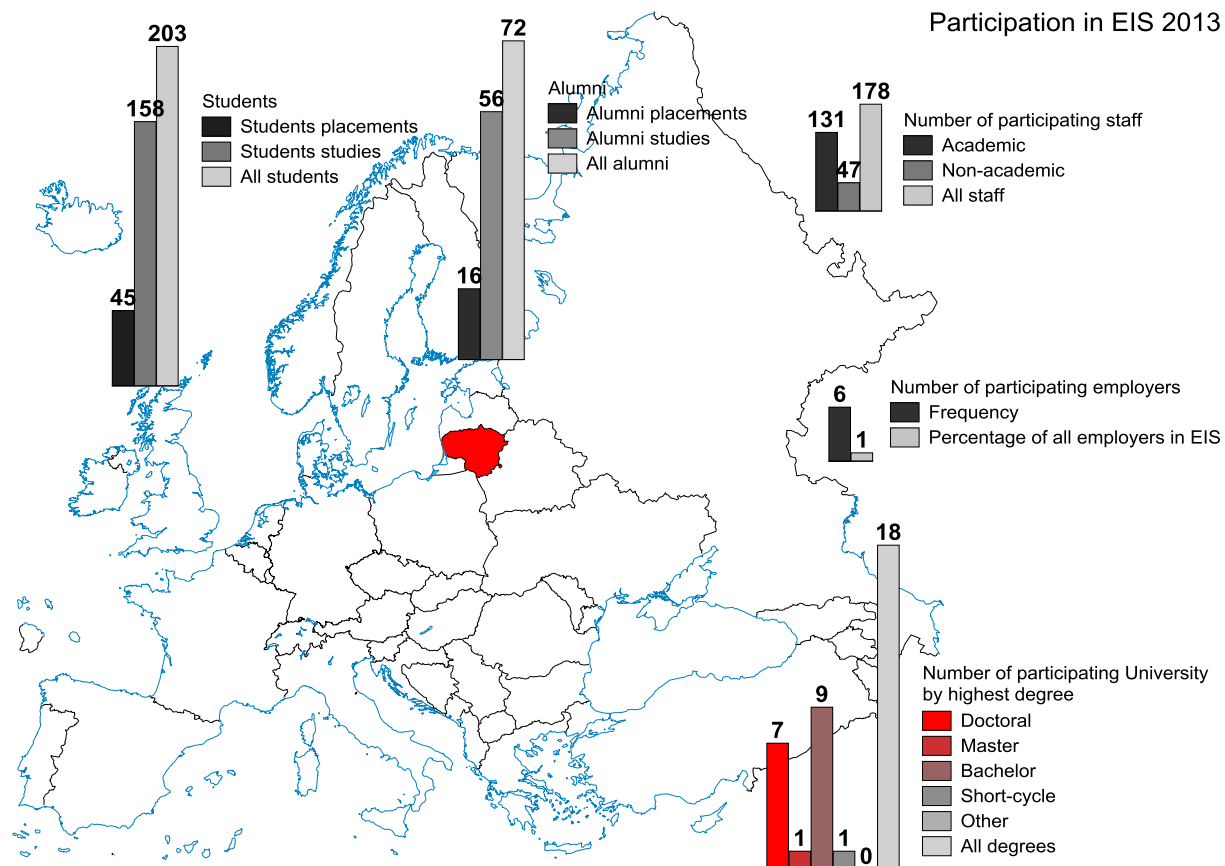 Participation in EIS 2013
203
158
45
Students
Students placements
Students studies
All students
72
56
16
Alumni
Alumni placements
Alumni studies
All alumni
178
131
47
Number of participating staff
Academic
Non-academic
All staff
6
1
Number of participating employers
Frequency
Percentage of all employers in EIS
18
9
7
1
1
0
Number of participating University
by highest degree
Doctoral
Master
Bachelor
Short-cycle
Other
All degrees